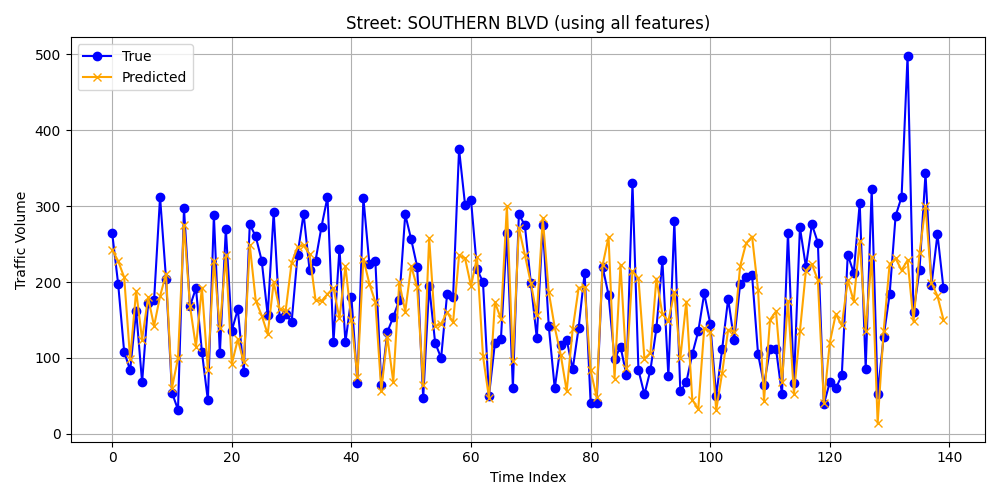 Street: SOUTHERN BLVD (using all features)
True
Predicted
500
400
300
200
100
0
Traffic Volume
0 20 40 60 80 100 120 140
Time Index